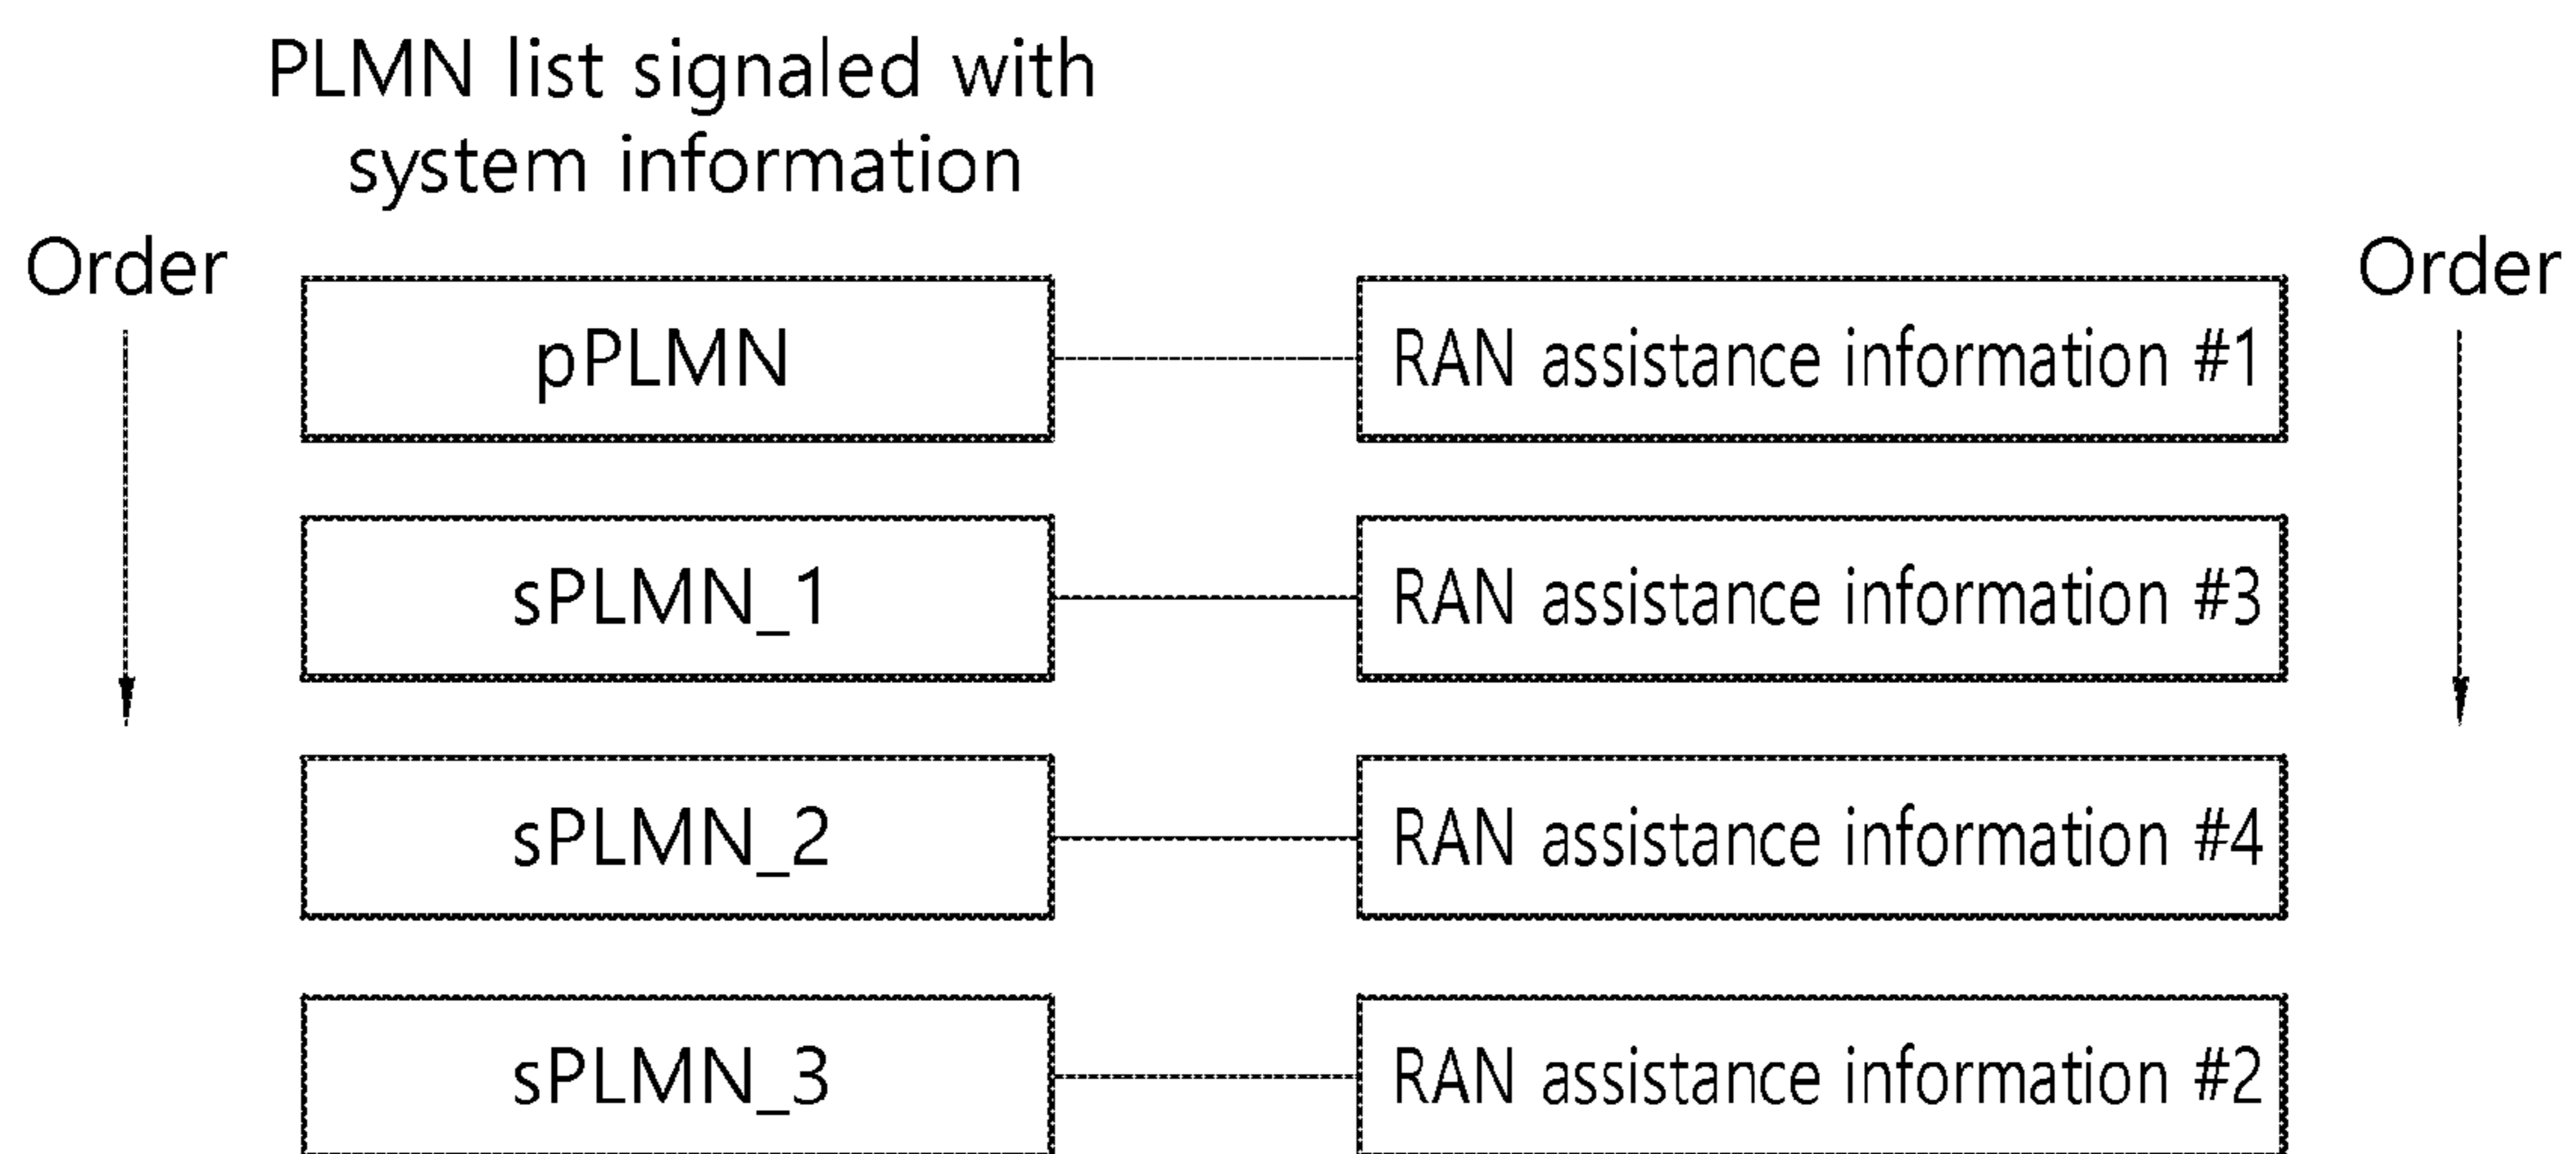 PLMN list signaled with
system information
Order
Order
pPLMN
RAN assistance information #1
sPLMN_1
RAN assistance information #3
sPLMN_2
RAN assistance information #4
sPLMN_3
RAN assistance information #2